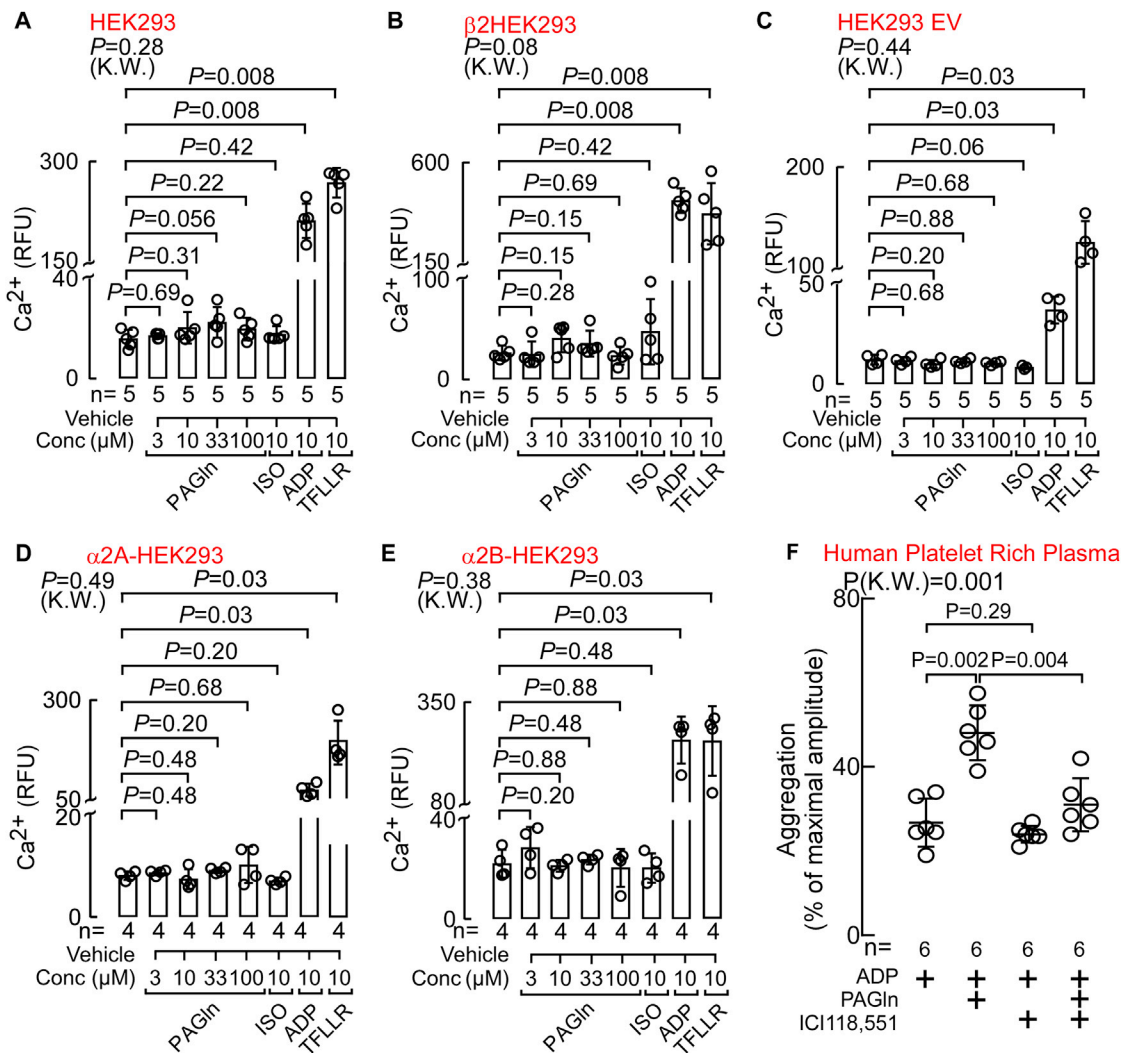 A HEK293
P=0.28
(K.W.)
P=0.008
P=0.008
P=0.42
P=0.22
P=0.056
P=0.31
P=0.69
300
150
40
0
Ca2+ (RFU)
n= 5 5 5 5 5 5 5 5
Vehicle
Conc (µM) 3 10 33 100 10 10 10
PAGln ISO ADP TFLLR
B β2HEK293
P=0.08
(K.W.)
P=0.008
P=0.008
P=0.42
P=0.69
P=0.15
P=0.15
P=0.28
600
150
100
0
Ca2+ (RFU)
n= 5 5 5 5 5 5 5 5
Vehicle
Conc (µM) 3 10 33 100 10 10 10
PAGln ISO ADP TFLLR
C HEK293 EV
P=0.44
(K.W.)
P=0.03
P=0.03
P=0.06
P=0.68
P=0.88
P=0.20
P=0.68
200
100
50
0
Ca2+ (RFU)
n= 5 5 5 5 5 5 5 5
Vehicle
Conc (µM) 3 10 33 100 10 10 10
PAGln ISO ADP TFLLR
D α2A-HEK293
P=0.49
(K.W.)
P=0.03
P=0.03
P=0.20
P=0.68
P=0.20
P=0.48
P=0.48
300
50
20
0
Ca2+ (RFU)
n= 4 4 4 4 4 4 4 4
Vehicle
Conc (µM) 3 10 33 100 10 10 10
PAGln ISO ADP TFLLR
E α2B-HEK293
P=0.38
(K.W.)
P=0.03
P=0.03
P=0.48
P=0.88
P=0.48
P=0.88
P=0.20
350
80
40
0
Ca2+ (RFU)
n= 4 4 4 4 4 4 4 4
Vehicle
Conc (µM) 3 10 33 100 10 10 10
PAGln ISO ADP TFLLR
F Human Platelet Rich Plasma
P(K.W.)=0.001
P=0.29
P=0.002 P=0.004
80
40
0
Aggregation
(% of maximal amplitude)
n= 6 6 6 6
ADP + + + +
PAGln + +
ICI118,551 + +